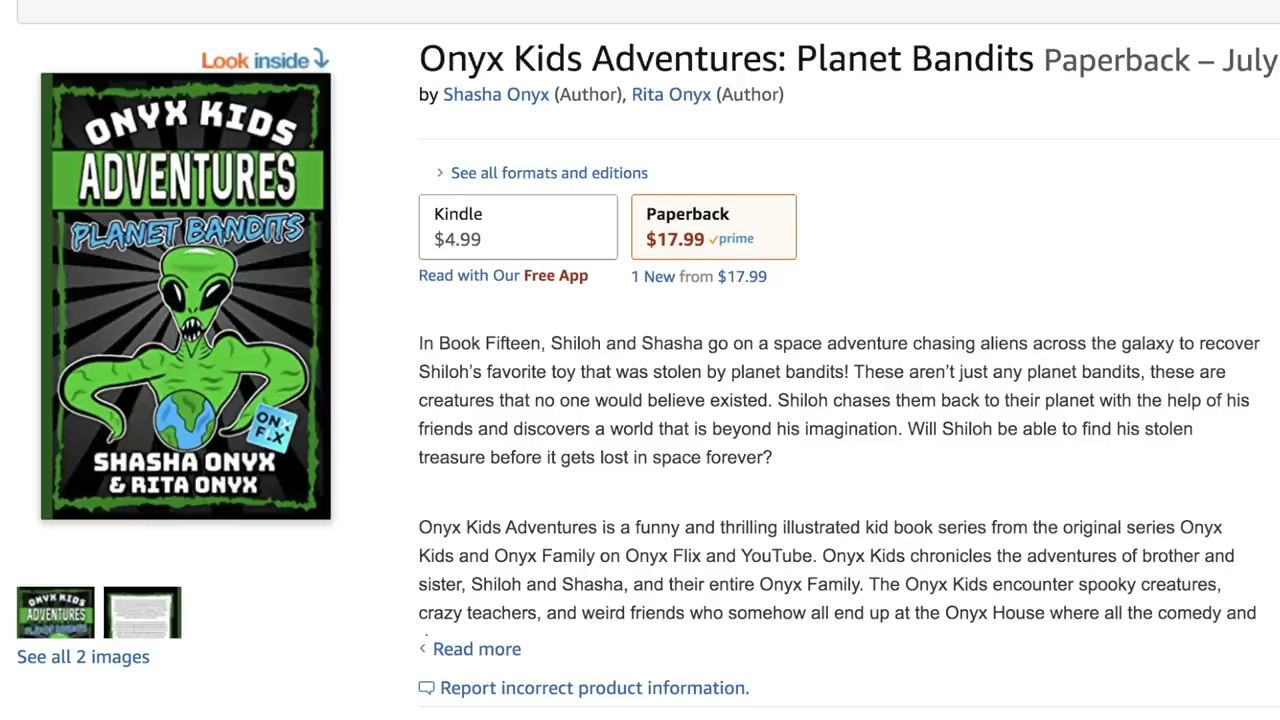 Look inside
ONYX KIDS
ADVENTURES
PLANET BANDITS
ONYX
FLIX
SHASHA ONYX
& RITA ONYX
ONYX KIDS
ADVENTURES
PLANET BANDITS
See all 2 images
Onyx Kids Adventures: Planet Bandits Paperback – July
by Shasha Onyx (Author), Rita Onyx (Author)
See all formats and editions
Kindle
$4.99
Read with Our Free App
Paperback
$17.99 prime
1 New from $17.99
In Book Fifteen, Shiloh and Shasha go on a space adventure chasing aliens across the galaxy to recover
Shiloh’s favorite toy that was stolen by planet bandits! These aren’t just any planet bandits, these are
creatures that no one would believe existed. Shiloh chases them back to their planet with the help of his
friends and discovers a world that is beyond his imagination. Will Shiloh be able to find his stolen
treasure before it gets lost in space forever?
Onyx Kids Adventures is a funny and thrilling illustrated kid book series from the original series Onyx
Kids and Onyx Family on Onyx Flix and YouTube. Onyx Kids chronicles the adventures of brother and
sister, Shiloh and Shasha, and their entire Onyx Family. The Onyx Kids encounter spooky creatures,
crazy teachers, and weird friends who somehow all end up at the Onyx House where all the comedy and
Read more
Report incorrect product information.